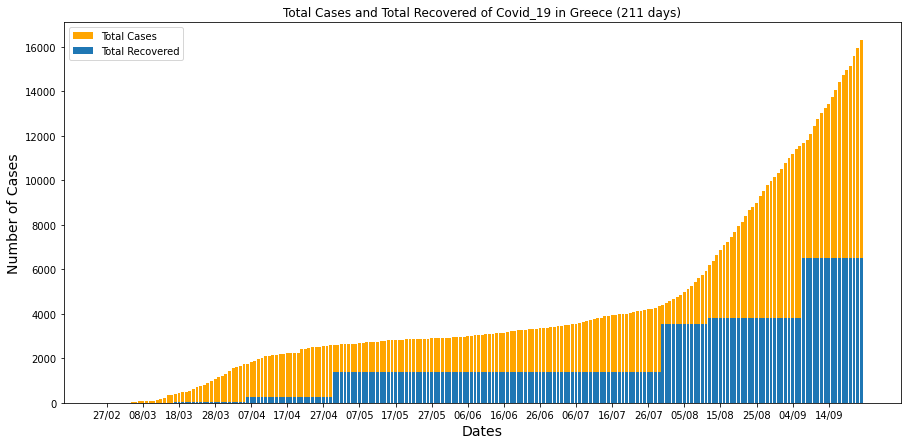 Total Cases and Total Recovered of Covid_19 in Greece (211 days)
Total Cases
Total Recovered
Number of Cases
16000
14000
12000
10000
8000
6000
4000
2000
0
27/02 08/03 18/03 28/03 07/04 17/04 27/04 07/05 17/05 27/05 06/06 16/06 26/06 06/07 16/07 26/07 05/08 15/08 25/08 04/09 14/09
Dates